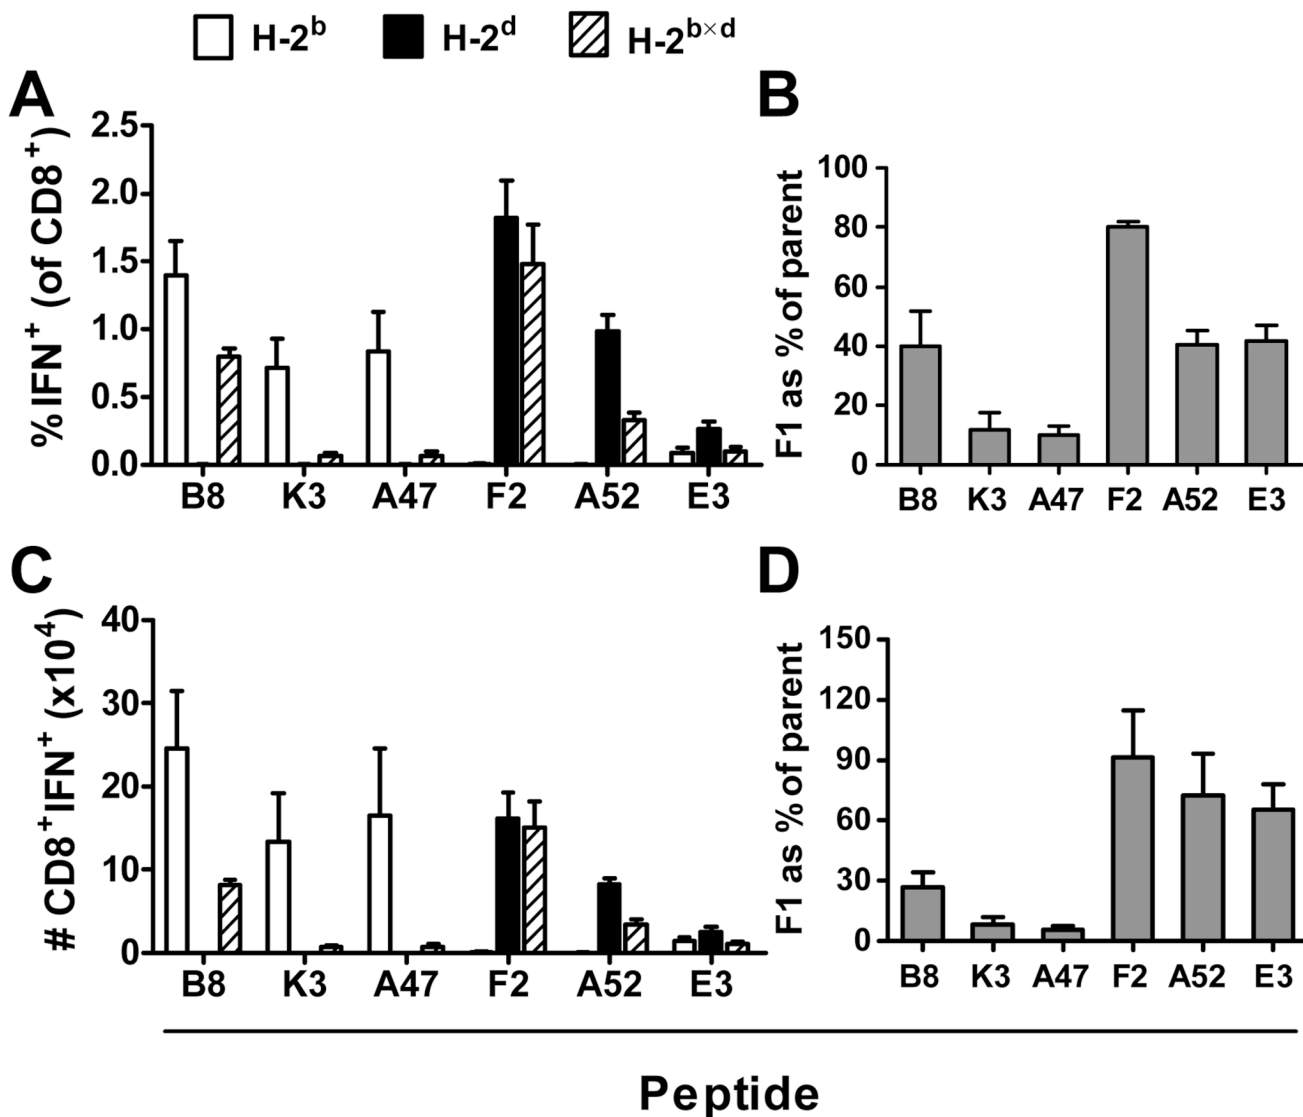 H-2ᵇ H-2ᵈ H-2ᵇˣᵈ
A
%IFN⁺ (of CD8⁺)
2.5
2.0
1.5
1.0
0.5
0.0
B8 K3 A47 F2 A52 E3
B
F1 as % of parent
100
80
60
40
20
0
B8 K3 A47 F2 A52 E3
C
# CD8⁺IFN⁺ (x10⁴)
40
30
20
10
0
B8 K3 A47 F2 A52 E3
D
F1 as % of parent
150
120
90
60
30
0
B8 K3 A47 F2 A52 E3
Peptide